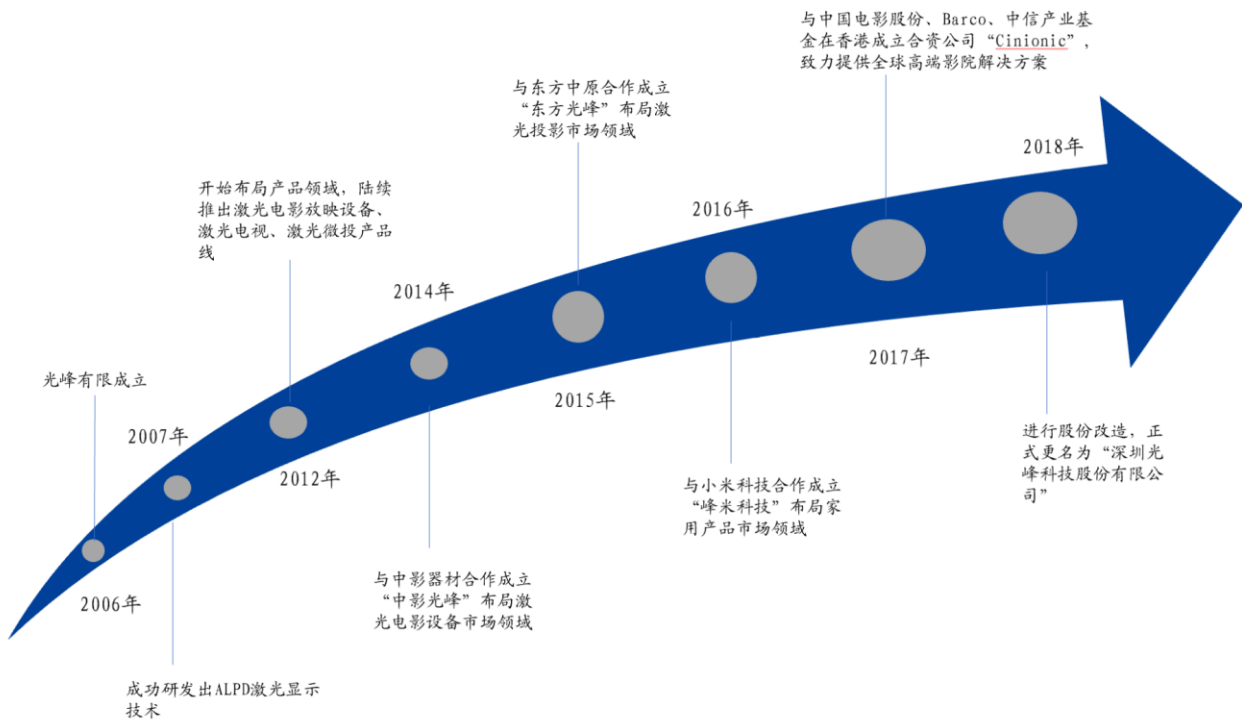 与中国电影股份、Barco、中信产业基
金在香港成立合资公司“Cinionic”,
致力提供全球高端影院解决方案
与东方中原合作成立
“东方光峰”布局激
光投影市场领域
2018年
开始布局产品领域，陆续
推出激光电影放映设备、
激光电视、激光微投产品
线
2016年
2014年
2017年
光峰有限成立
2015年
2007年
2012年
进行股份改造，正
式更名为“深圳光
峰科技股份有限公
司”
与小米科技合作成立
“峰米科技”布局家
用产品市场领域
2006年
与中影器材合作成立
“中影光峰”布局激
光电影设备市场领域
成功研发出ALPD激光显示
技术